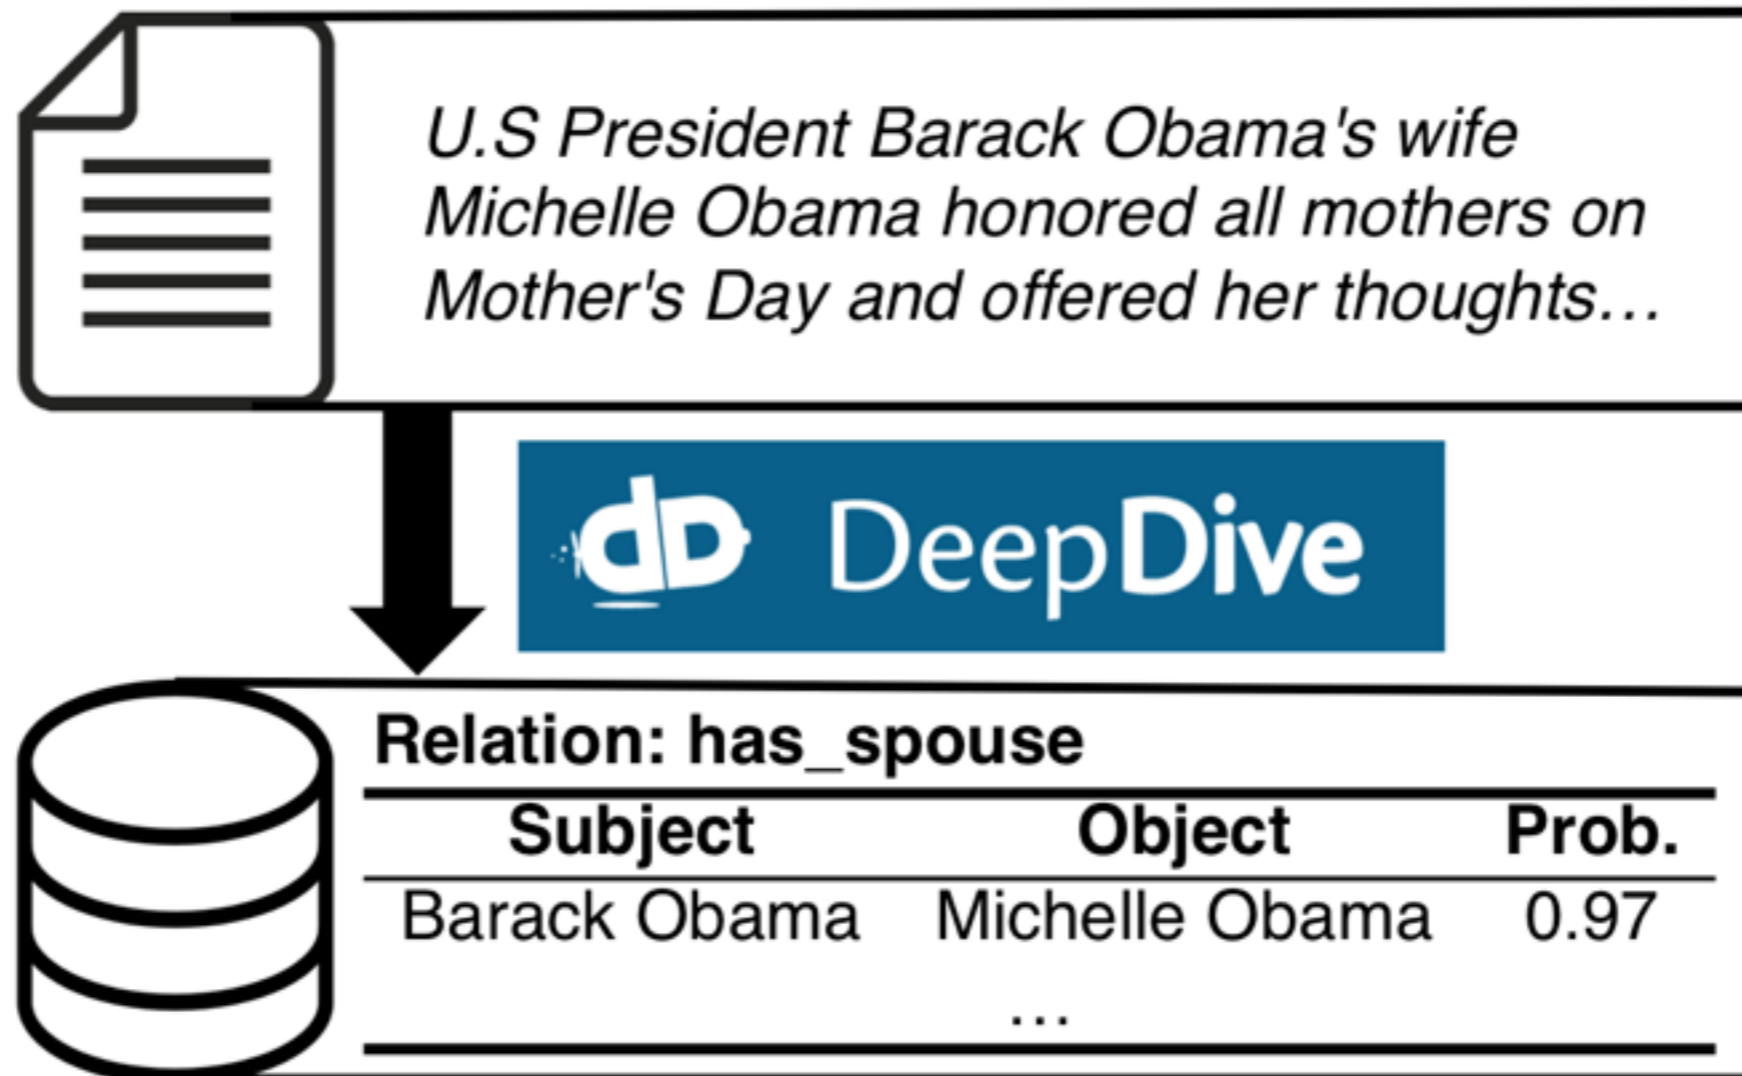 U.S President Barack Obama's wife
Michelle Obama honored all mothers on
Mother's Day and offered her thoughts…
dD DeepDive
Relation: has_spouse
Subject Object Prob.
Barack Obama Michelle Obama 0.97
…